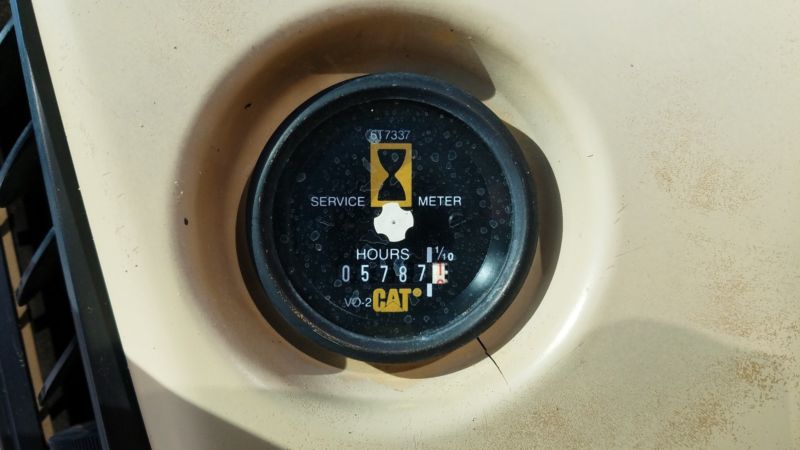 6T7337
SERVICE METER
HOURS 1/10
05787
VO-2 CAT